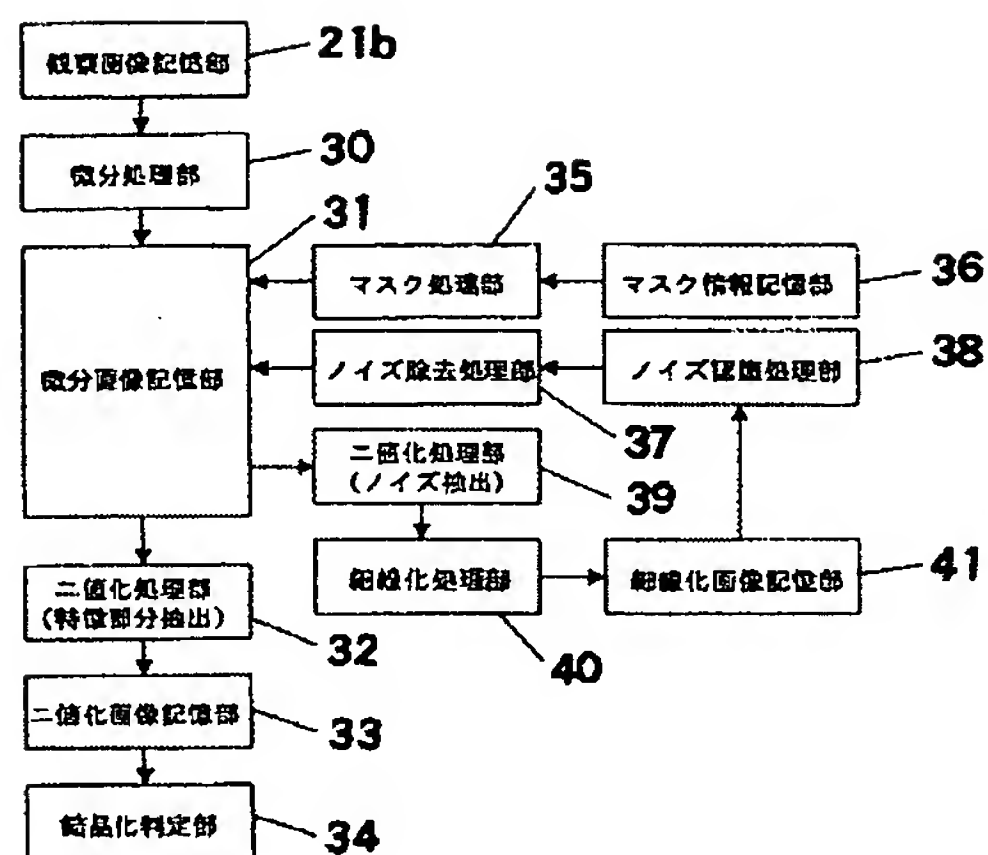 観察画像記憶部
21b
微分処理部
30
31
35
マスク処理部
マスク情報記憶部
36
微分画像記憶部
ノイズ除去処理部
ノイズ認識処理部
38
37
二値化処理部
(ノイズ抽出)
39
細線化処理部
細線化画像記憶部
41
40
二値化処理部
(特徴部分抽出)
32
二値化画像記憶部
33
結晶化判定部
34